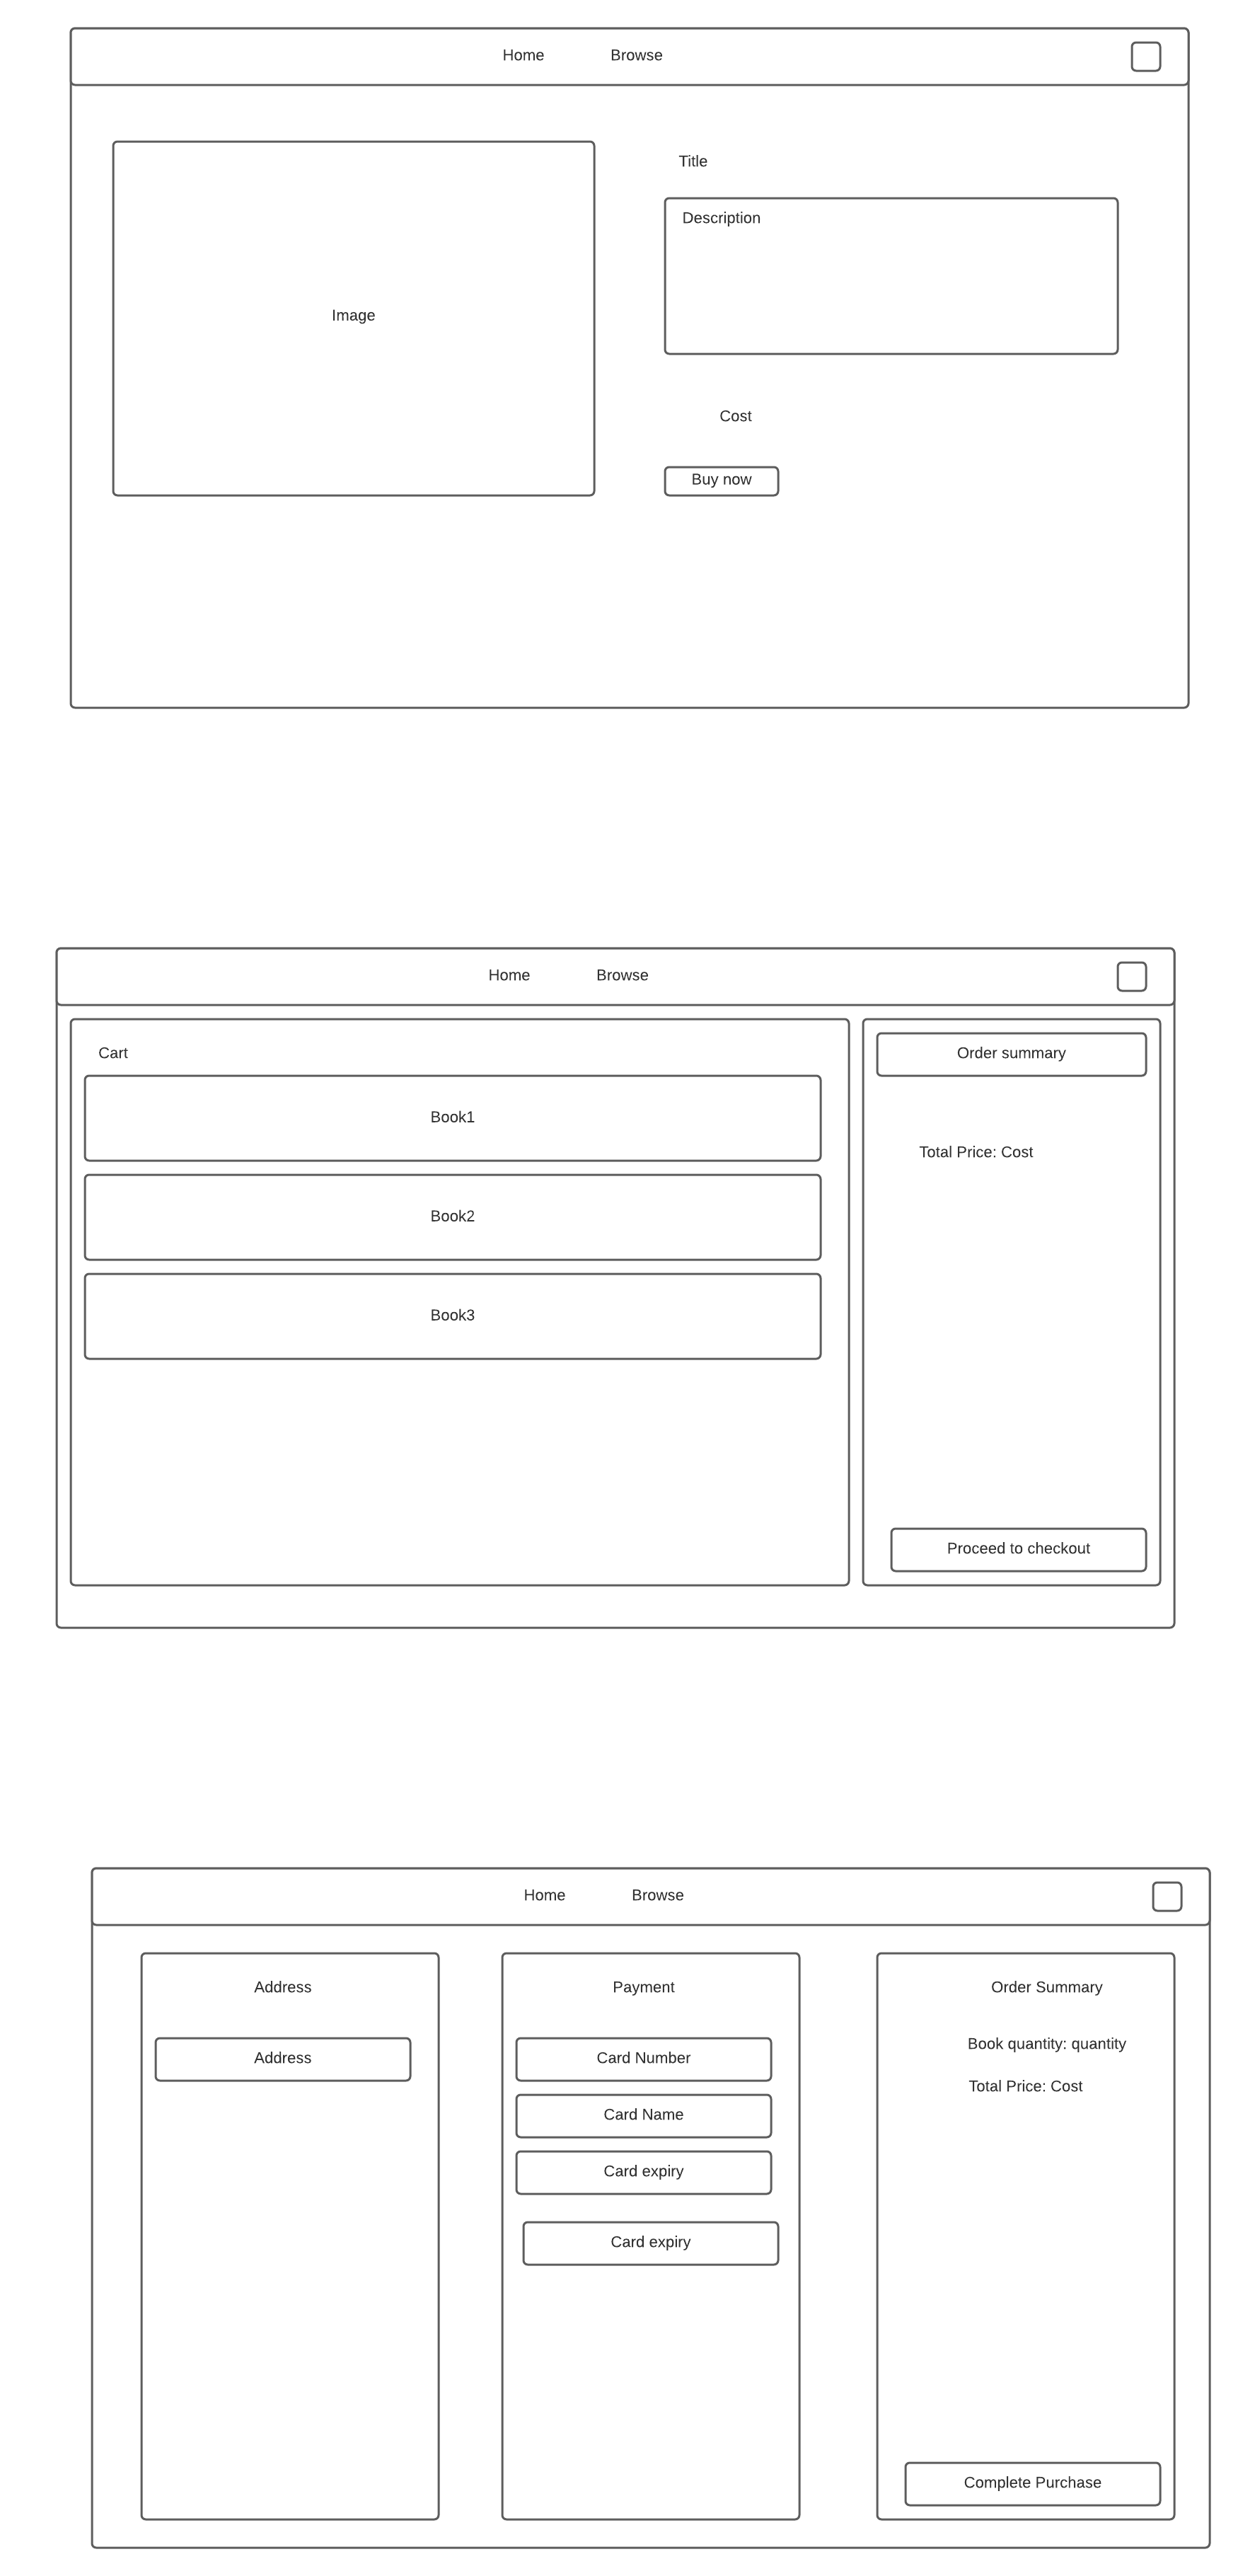 Home Browse
Title
Description
Image
Cost
Buy now
Home Browse
Cart
Book1
Book2
Book3
Order summary
Total Price: Cost
Proceed to checkout
Home Browse
Address
Address
Payment
Card Number
Card Name
Card expiry
Card expiry
Order Summary
Book quantity: quantity
Total Price: Cost
Complete Purchase